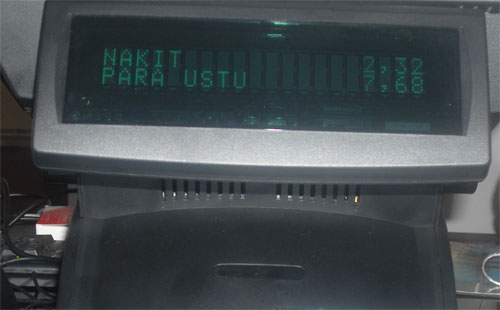 NAKIT 2,32
PARA USTU 7,68